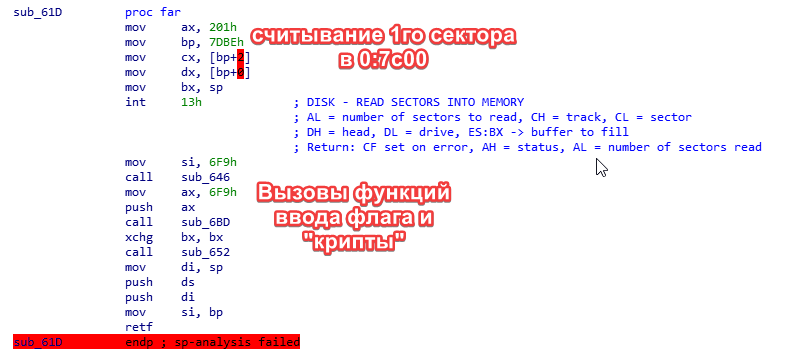 sub_61D proc far
mov ax, 201h
mov bp, 7DBEh
mov cx, [bp+2]
mov dx, [bp+0]
mov bx, sp
int 13h ; DISK - READ SECTORS INTO MEMORY
; AL = number of sectors to read, CH = track, CL = sector
; DH = head, DL = drive, ES:BX -> buffer to fill
; Return: CF set on error, AH = status, AL = number of sectors read
считывание 1го сектора
в 0:7c00
mov si, 6F9h
call sub_646
mov ax, 6F9h
push ax
call sub_6BD
xchg bx, bx
call sub_652
mov di, sp
push ds
push di
mov si, bp
retf
Вызовы функций
ввода флага и
"крипты"
sub_61D endp ; sp-analysis failed